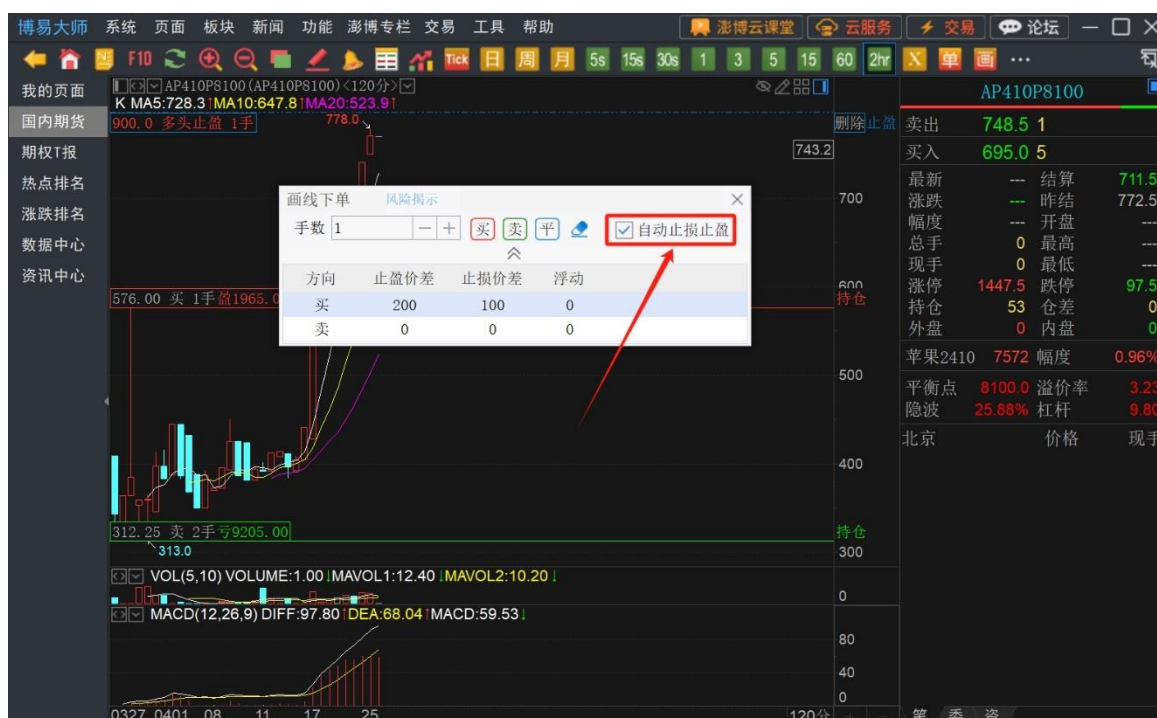 博易大师 系统 页面 板块 新闻 功能 澎博专栏 交易 工具 帮助 澎博云课堂 云服务 交易 论坛
F10 Tick 日 周 月 5s 15s 30s 1 3 5 15 60 2hr X 单 画 ···
我的页面
国内期货
期权T报
热点排名
涨跌排名
数据中心
资讯中心
AP410P8100(AP410P8100)<120分>
K MA5:728.3↑MA10:647.8↑MA20:523.9↑
900.0 多头止盈 1手 778.0 删除 止盈
743.2
700
600
576.00 买 1手盈1965.0 持仓
500
400
312.25 卖 2手亏9205.00 持仓
313.0
300
画线下单 风险揭示
手数 1 — + 买 卖 平 自动止损止盈
方向 止盈价差 止损价差 浮动
买 200 100 0
卖 0 0 0
VOL(5,10) VOLUME:1.00↓MAVOL1:12.40↓MAVOL2:10.20↓
0
MACD(12,26,9) DIFF:97.80↑DEA:68.04↑MACD:59.53↓
80
40
0
0327 0401 08 11 17 25 120分 + −
AP410P8100
卖出 748.5 1
买入 695.0 5
最新 --- 结算 711.5
涨跌 --- 昨结 772.5
幅度 --- 开盘 ---
总手 0 最高 ---
现手 0 最低 ---
涨停 1447.5 跌停 97.5
持仓 53 仓差 0
外盘 0 内盘 0
苹果2410 7572 幅度 0.96%
平衡点 8100.0 溢价率 3.23
隐波 25.88% 杠杆 9.80
北京 价格 现手
笔 委 资